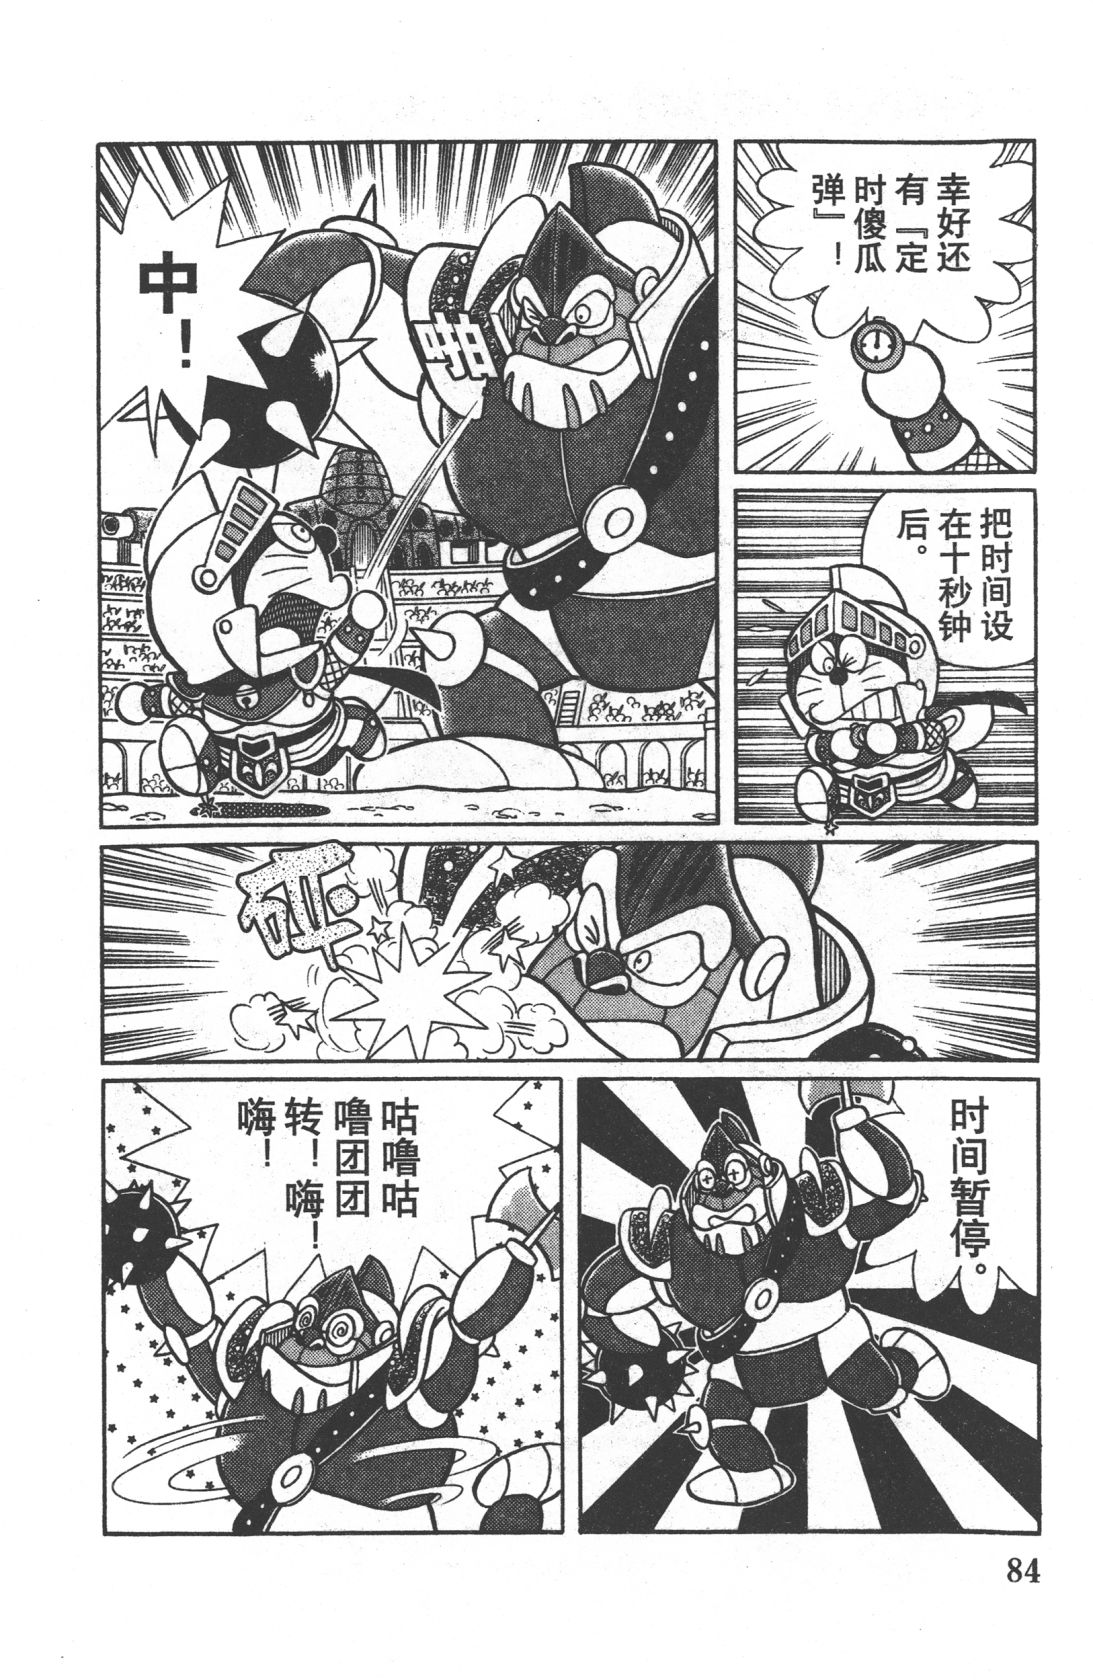 幸好还
有『定
时傻瓜
弹』！
把时间设
在十秒钟
后。
中！
啪
砰
时间暂停。
咕噜咕
噜团团
转！嗨！
嗨！
84